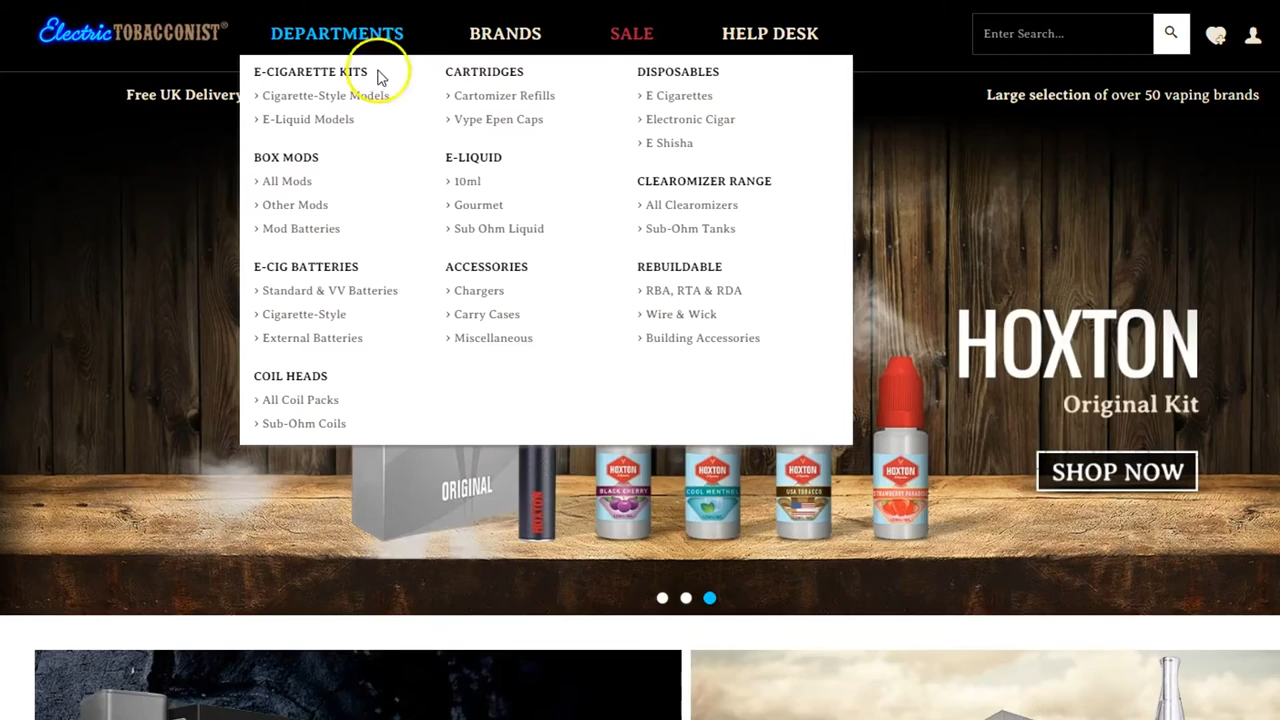 Electric TOBACCONIST®
DEPARTMENTS
BRANDS
SALE
HELP DESK
Enter Search...
Free UK Delivery
Large selection of over 50 vaping brands
E-CIGARETTE KITS
› Cigarette-Style Models
› E-Liquid Models
BOX MODS
› All Mods
› Other Mods
› Mod Batteries
E-CIG BATTERIES
› Standard & VV Batteries
› Cigarette-Style
› External Batteries
COIL HEADS
› All Coil Packs
› Sub-Ohm Coils
CARTRIDGES
› Cartomizer Refills
› Vype Epen Caps
E-LIQUID
› 10ml
› Gourmet
› Sub Ohm Liquid
ACCESSORIES
› Chargers
› Carry Cases
› Miscellaneous
DISPOSABLES
› E Cigarettes
› Electronic Cigar
› E Shisha
CLEAROMIZER RANGE
› All Clearomizers
› Sub-Ohm Tanks
REBUILDABLE
› RBA, RTA & RDA
› Wire & Wick
› Building Accessories
HOXTON
Original Kit
SHOP NOW
ORIGINAL
HOXTON
HOXTON
BLACK CHERRY
HOXTON
COOL MENTHOL
HOXTON
USA TOBACCO
HOXTON
STRAWBERRY PARADISE